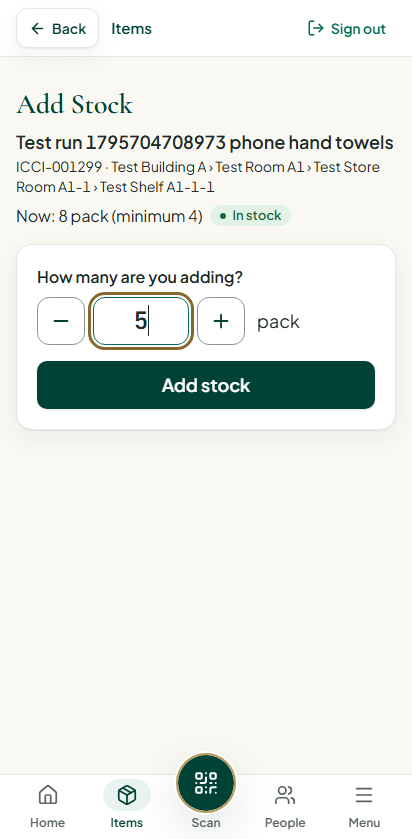 Back
Items
Sign out
Add Stock
Test run 1795704708973 phone hand towels
ICCI-001299 · Test Building A › Test Room A1 › Test Store
Room A1-1 › Test Shelf A1-1-1
Now: 8 pack (minimum 4)
In stock
How many are you adding?
− 5 + pack
Add stock
Home
Items
Scan
People
Menu